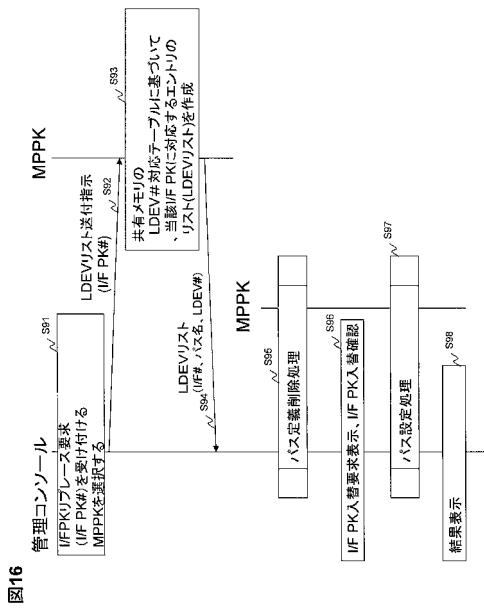 図16
管理コンソール
MPPK
S91
I/FPKリプレース要求
(I/F PK#)を受け付ける
MPPKを選択する
LDEVリスト送付指示
(I/F PK#)
S92
S93
共有メモリの
LDEV#対応テーブルに基づいて
、当該I/F PKに対応するエントリの
リスト(LDEVリスト)を作成
LDEVリスト
(I/F#、パス名、LDEV#)
S94
MPPK
S95
パス定義削除処理
S96
I/F PK入替要求表示、I/F PK入替確認
S97
パス設定処理
S98
結果表示